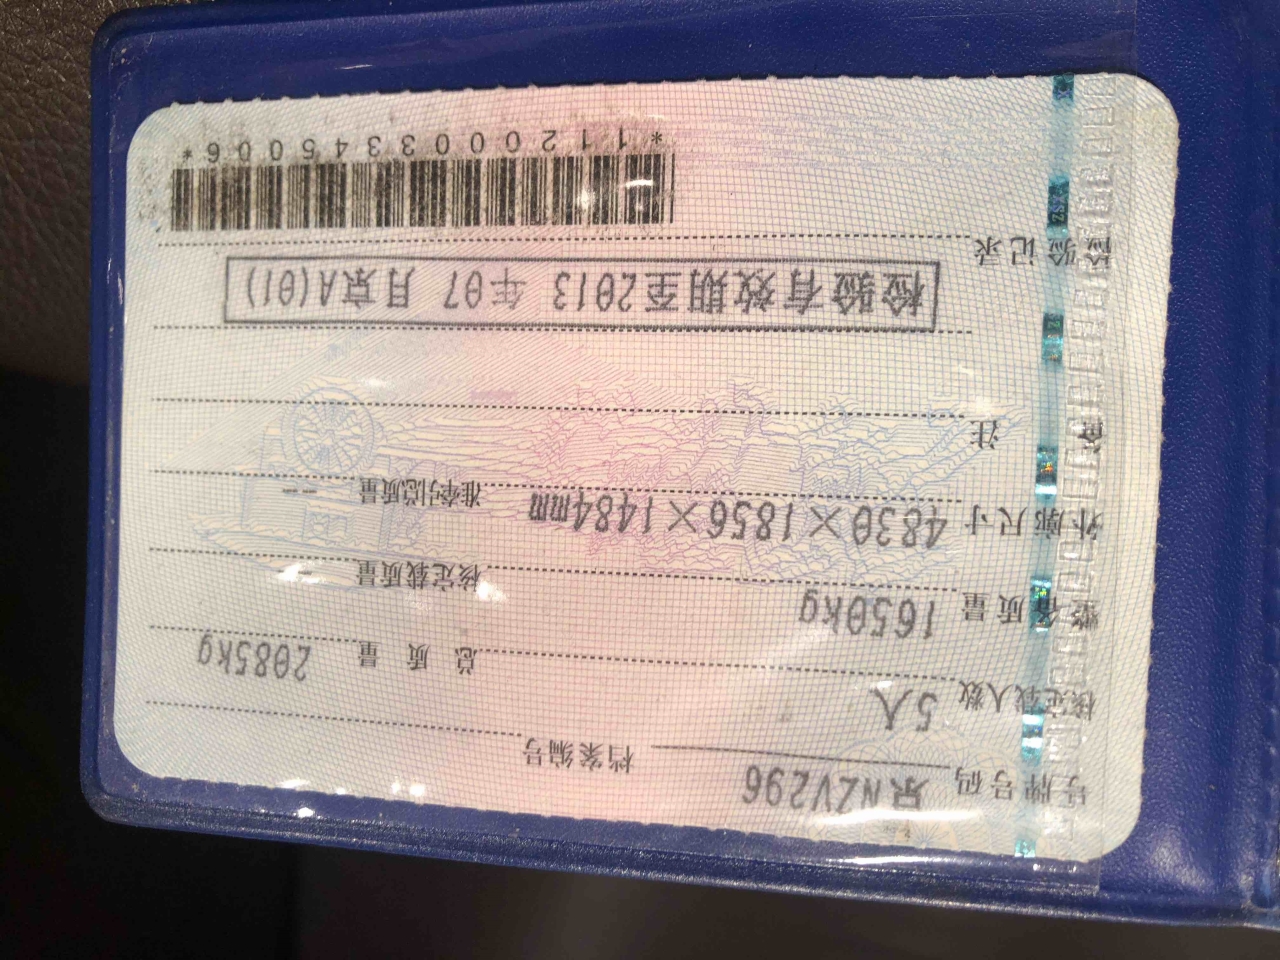 号牌号码 京NZV296 档案编号
核定载人数 5人 总质量 2085kg
整备质量 1650kg 核定载质量 --
外廓尺寸 4830×1856×1484mm 准牵引总质量 --
备注
检验有效期至2013 年07 月京A(01)
检验记录
*1120003345006*